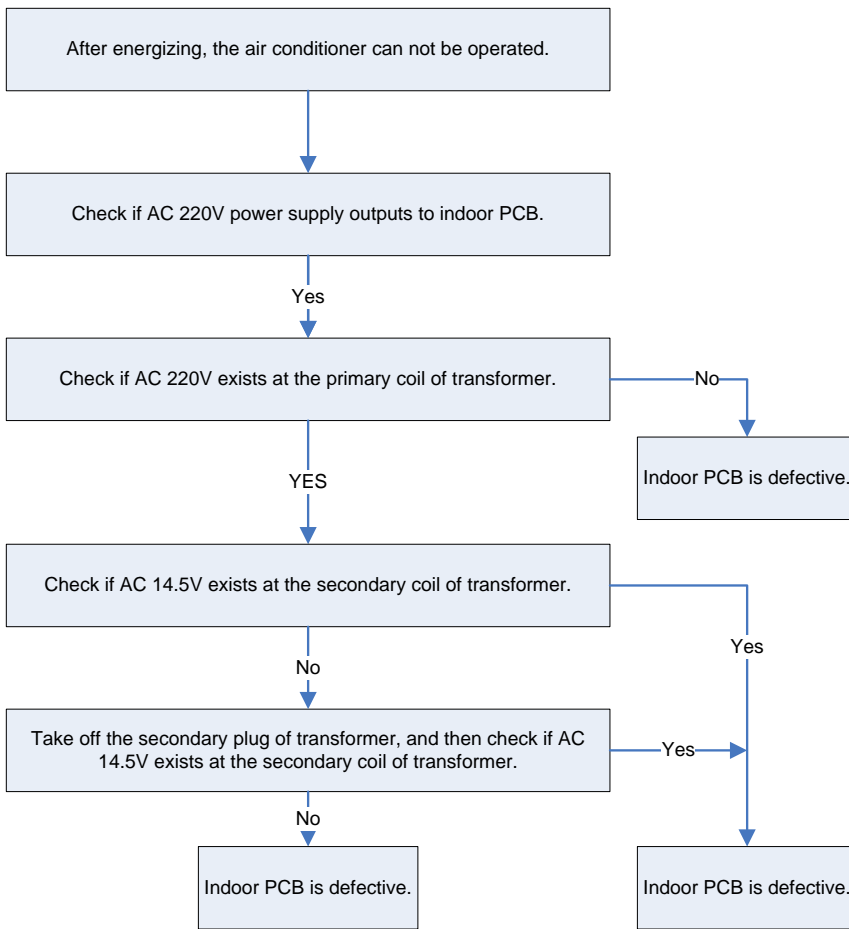 After energizing, the air conditioner can not be operated.
Check if AC 220V power supply outputs to indoor PCB.
Yes
Check if AC 220V exists at the primary coil of transformer.
No
Indoor PCB is defective.
YES
Check if AC 14.5V exists at the secondary coil of transformer.
Yes
No
Take off the secondary plug of transformer, and then check if AC
14.5V exists at the secondary coil of transformer.
Yes
No
Indoor PCB is defective.
Indoor PCB is defective.